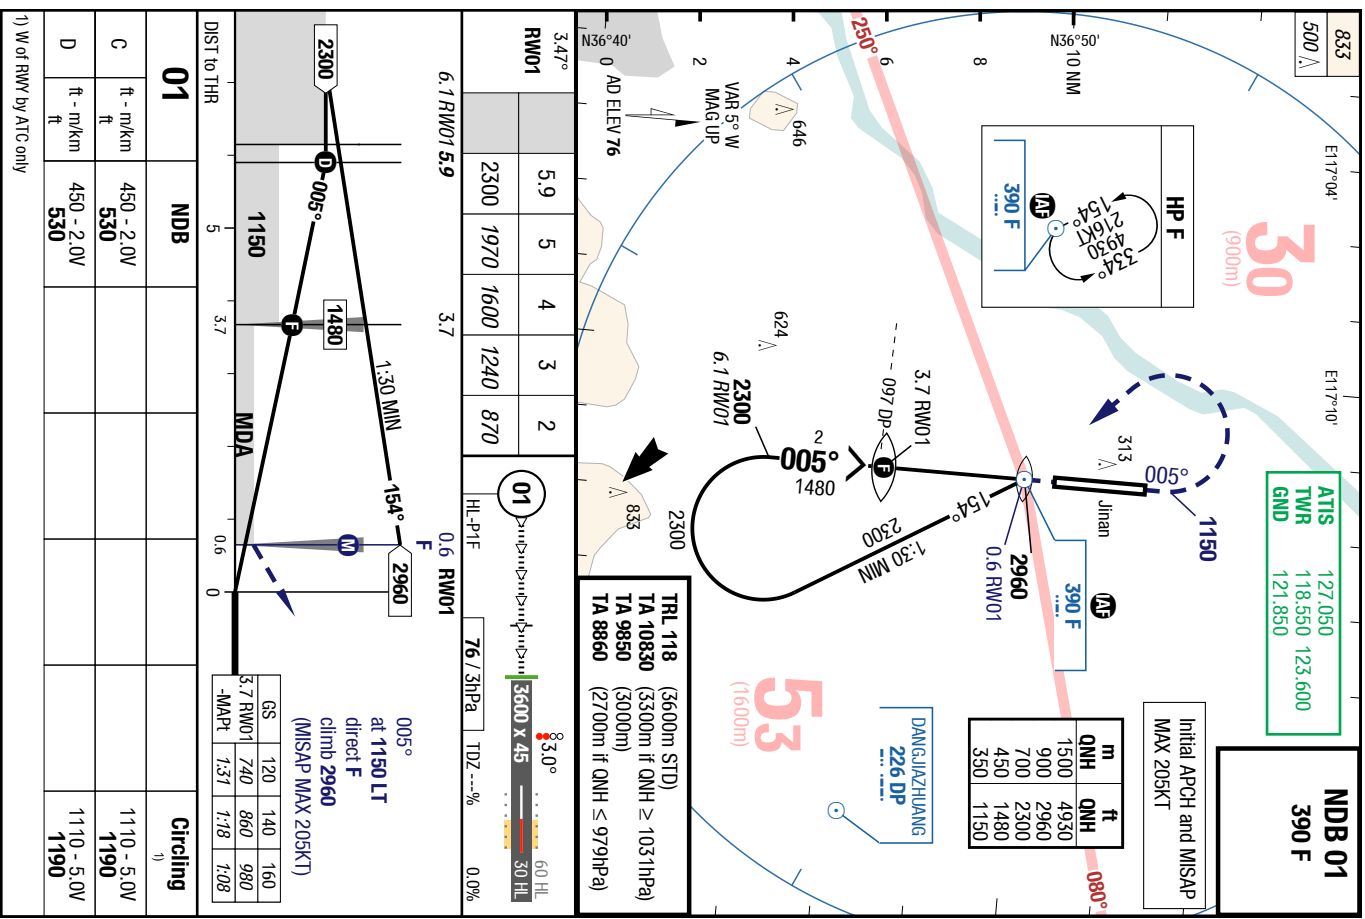 NDB 01
390 F
Initial APCH and MISAP
MAX 205KT
ATIS 127.050
TWR 118.550 123.600
GND 121.850
833
500
E117°04'
E117°10'
HP F
334°
4930
216KT
154°
IAF
390 F
30
(900m)
N36°50'
10 NM
8
6
4
2
0
N36°40'
250°
080°
VAR 5° W
MAG UP
AD ELEV 76
646
624
833
313
005°
1150
Jinan
IAF
390 F
2960
0.6 RW01
154°
2300
1:30 MIN
3.7 RW01
097 DP
F
2
005°
1480
2300
6.1 RW01
2300
m ft
QNH QNH
1500 4930
900 2960
700 2300
450 1480
350 1150
DANGJIAZHUANG
226 DP
53
(1600m)
TRL 118 (3600m STD)
TA 10830 (3300m if QNH ≥ 1031hPa)
TA 9850 (3000m)
TA 8860 (2700m if QNH ≤ 979hPa)
3.47° 5.9 5 4 3 2
RW01 2300 1970 1600 1240 870
01
3600 X 45
3.0°
60 HL
30 HL
HL-P1F
76 / 3hPa
TDZ ---%
0.0%
6.1 RW01 5.9
3.7
0.6 RW01
F
2300
D
005°
1150
F
1480
1:30 MIN
154°
2960
MDA
M
DIST to THR 5 3.7 0.6 0
005°
at 1150 LT
direct F
climb 2960
(MISAP MAX 205KT)
GS 120 140 160
3.7 RW01 740 860 980
-MAPt 1:31 1:18 1:08
01 NDB Circling 1)
C ft - m/km 450 - 2.0V 1110 - 5.0V
ft 530 1190
D ft - m/km 450 - 2.0V 1110 - 5.0V
ft 530 1190
1) W of RWY by ATC only